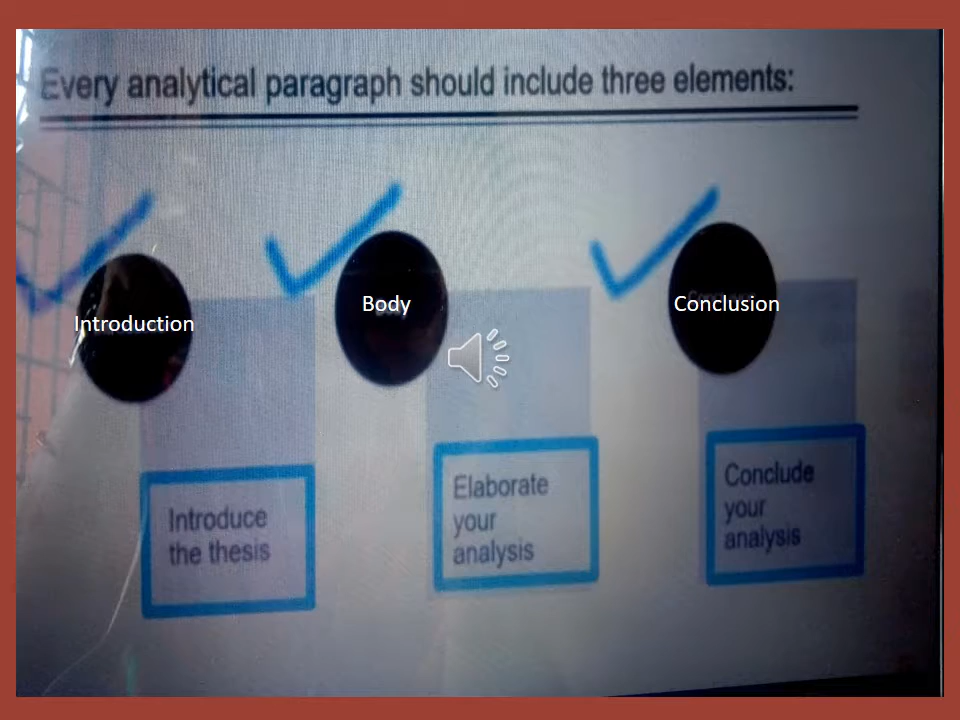 Every analytical paragraph should include three elements:
Introduction
Body
Conclusion
Introduce
the thesis
Elaborate
your
analysis
Conclude
your
analysis